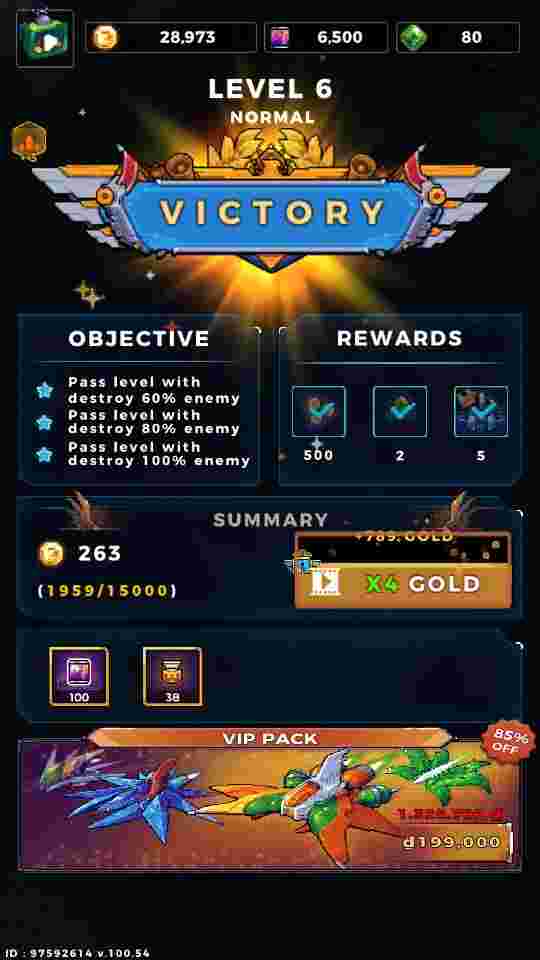 28,973 6,500 80
LEVEL 6
NORMAL
VICTORY
OBJECTIVE
Pass level with
destroy 60% enemy
Pass level with
destroy 80% enemy
Pass level with
destroy 100% enemy
REWARDS
500 2 5
SUMMARY
263
(1959/15000)
+789, GOLD
X4 GOLD
100 38
VIP PACK
85%
OFF
đ199,000
ID : 97592614 v.100.54